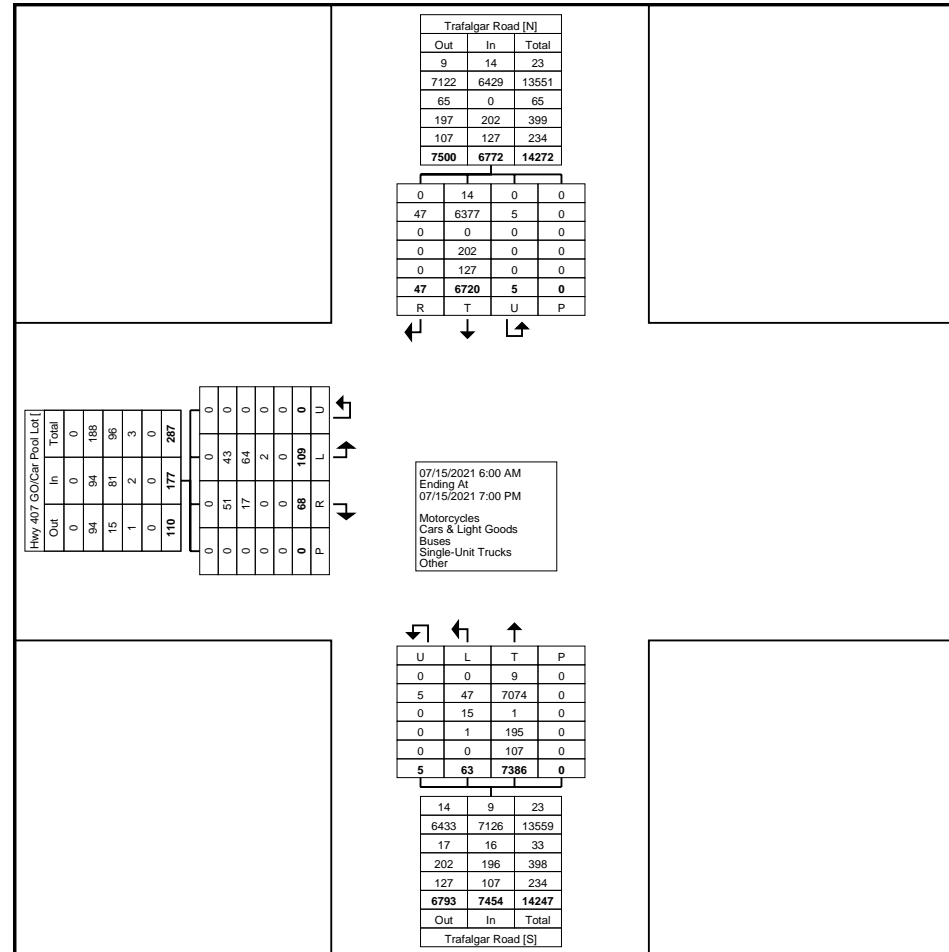 Trafalgar Road [N]
Out In Total
9 14 23
7122 6429 13551
65 0 65
197 202 399
107 127 234
7500 6772 14272
0 14 0 0
47 6377 5 0
0 0 0 0
0 202 0 0
0 127 0 0
47 6720 5 0
R T U P
Hwy 407 GO/Car Pool Lot [
Out In Total
0 0 0
94 94 188
15 81 96
1 2 3
0 0 0
110 177 287
0 0 0 0
0 51 43 0
0 17 64 0
0 0 2 0
0 0 0 0
0 68 109 0
P R L U
07/15/2021 6:00 AM
Ending At
07/15/2021 7:00 PM
Motorcycles
Cars & Light Goods
Buses
Single-Unit Trucks
Other
U L T P
0 0 9 0
5 47 7074 0
0 15 1 0
0 1 195 0
0 0 107 0
5 63 7386 0
14 9 23
6433 7126 13559
17 16 33
202 196 398
127 107 234
6793 7454 14247
Out In Total
Trafalgar Road [S]